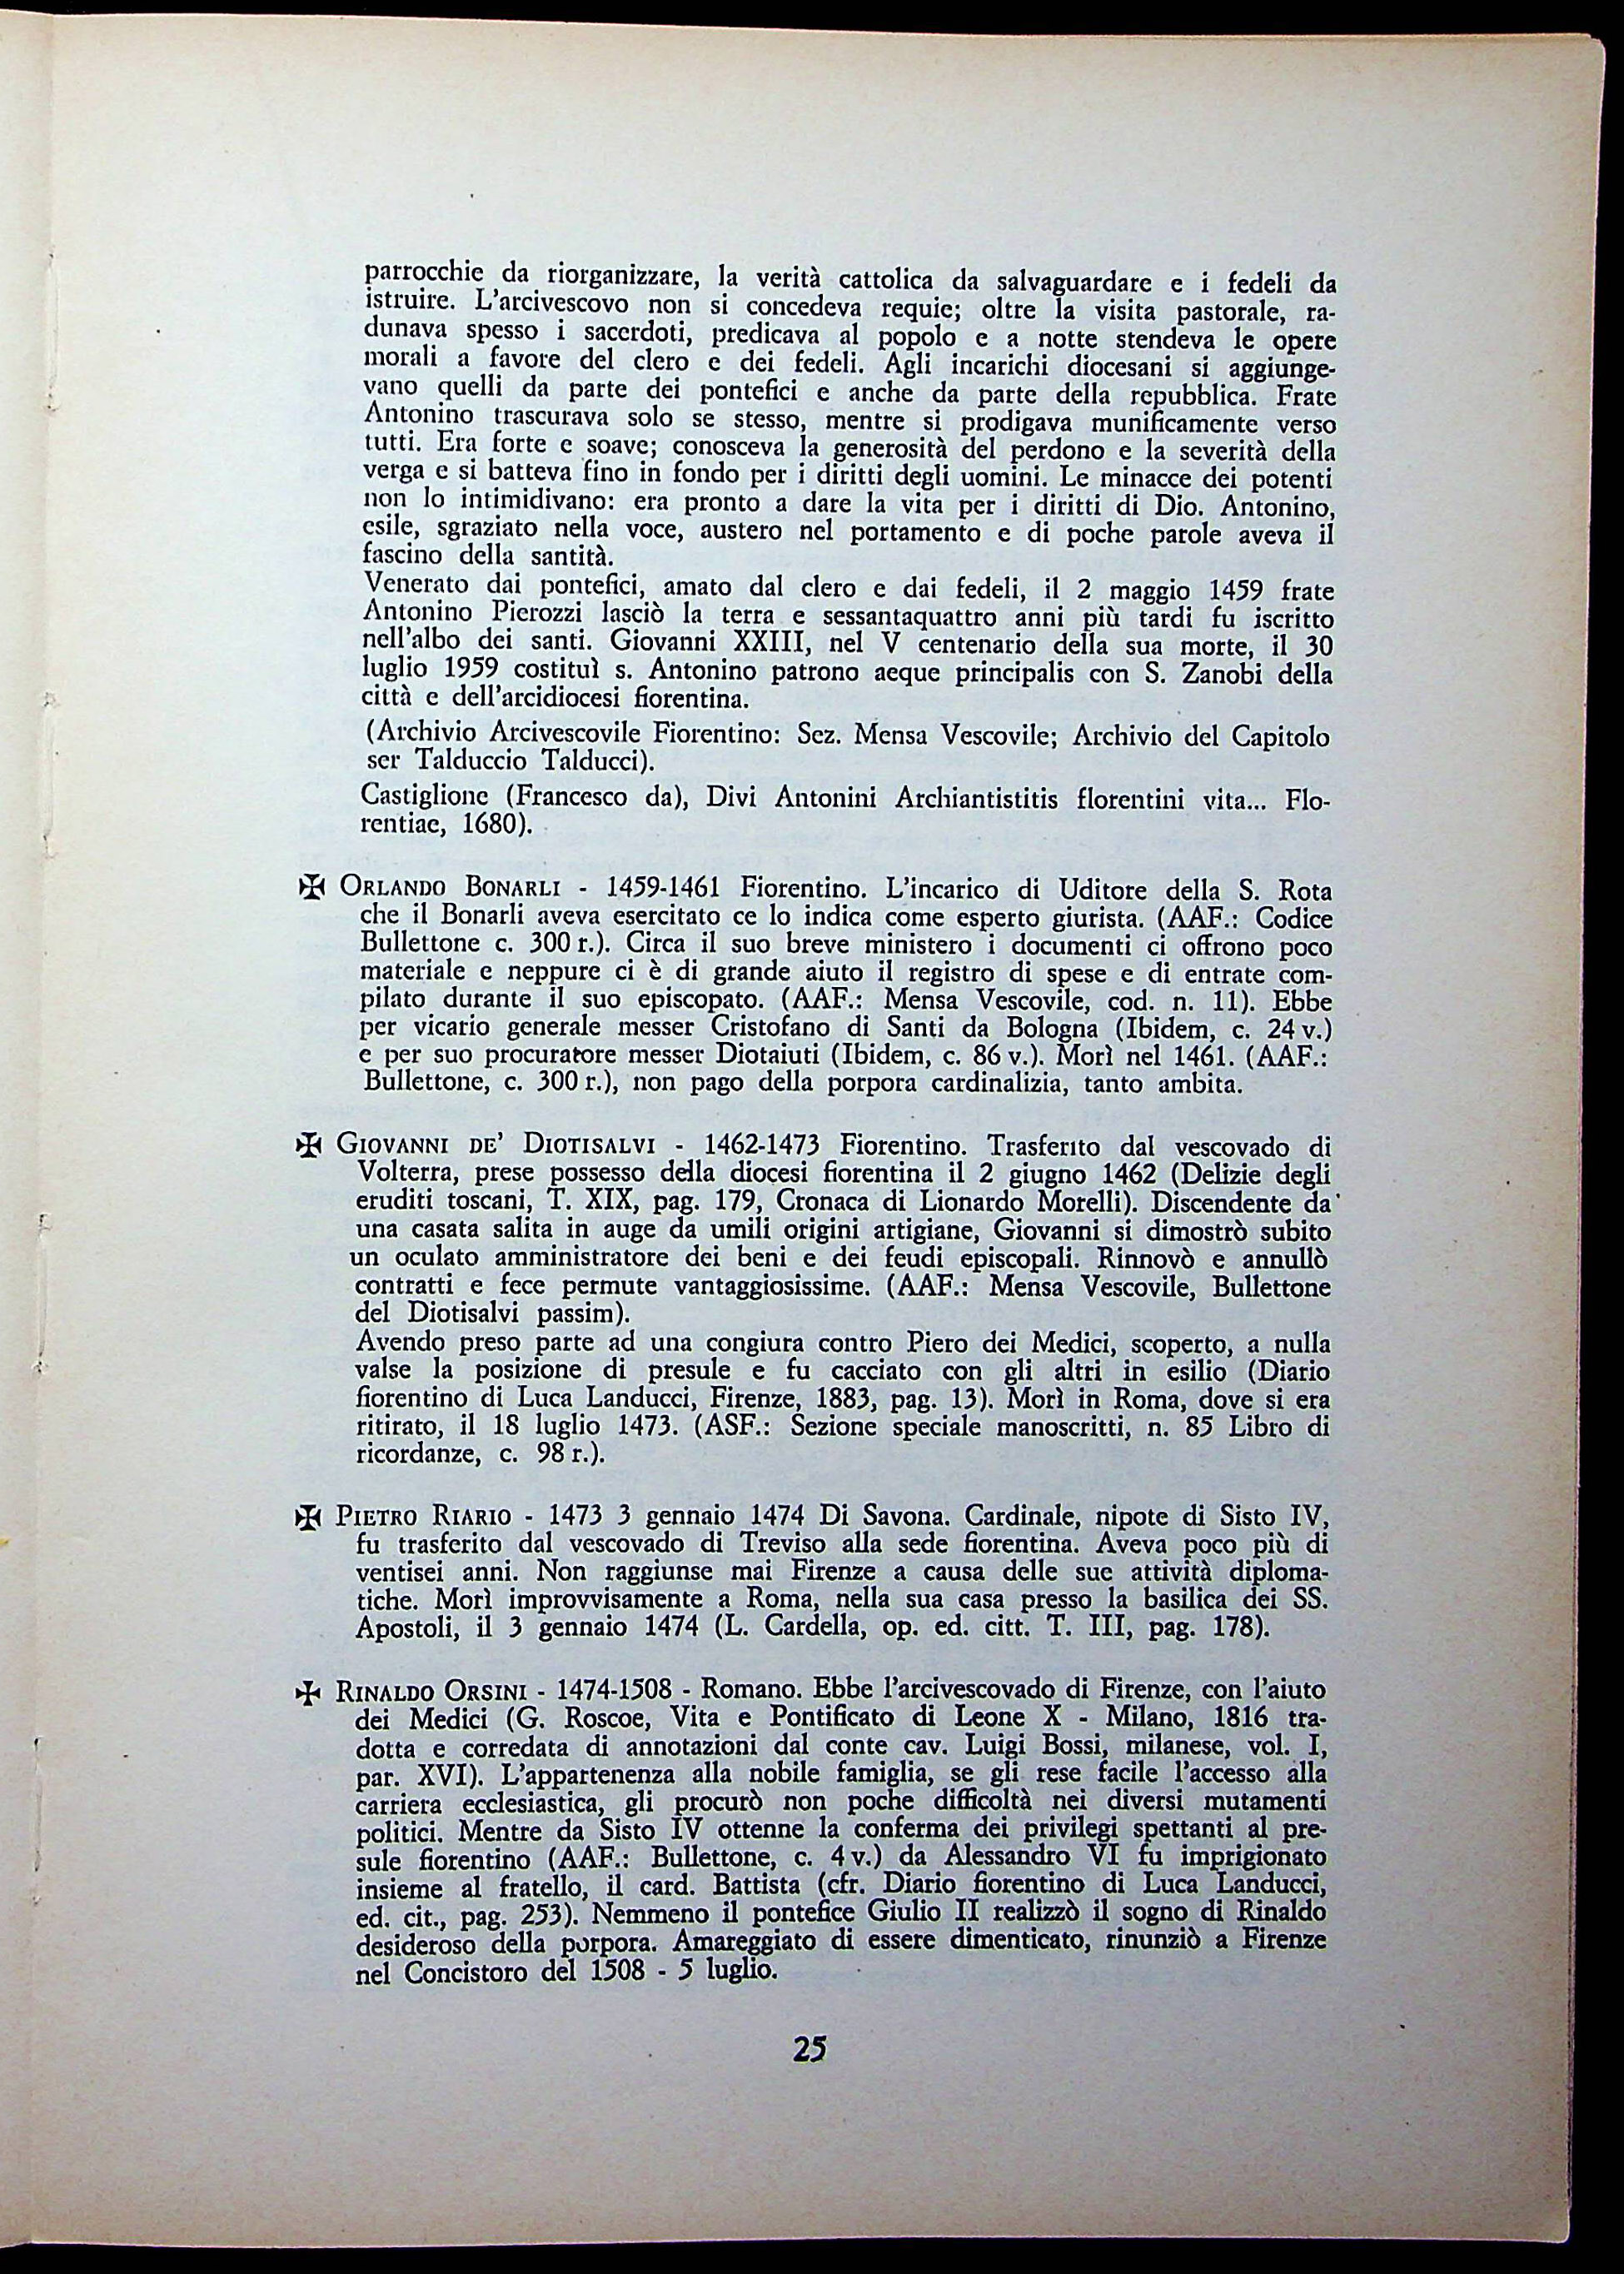 parrocchie da riorganizzare, la verità cattolica da salvaguardare e i fedeli da
istruire. L'arcivescovo non si concedeva requie; oltre la visita pastorale, ra-
dunava spesso i sacerdoti, predicava al popolo e a notte stendeva le opere
morali a favore del clero e dei fedeli. Agli incarichi diocesani si aggiunge-
vano quelli da parte dei pontefici e anche da parte della repubblica. Frate
Antonino trascurava solo se stesso, mentre si prodigava munificamente verso
tutti. Era forte e soave; conosceva la generosità del perdono e la severità della
verga e si batteva fino in fondo per i diritti degli uomini. Le minacce dei potenti
non lo intimidivano: era pronto a dare la vita per i diritti di Dio. Antonino,
esile, sgraziato nella voce, austero nel portamento e di poche parole aveva il
fascino della santità.
Venerato dai pontefici, amato dal clero e dai fedeli, il 2 maggio 1459 frate
Antonino Pierozzi lasciò la terra e sessantaquattro anni più tardi fu iscritto
nell'albo dei santi. Giovanni XXIII, nel V centenario della sua morte, il 30
luglio 1959 costituì s. Antonino patrono aeque principalis con S. Zanobi della
città e dell'arcidiocesi fiorentina.
(Archivio Arcivescovile Fiorentino: Sez. Mensa Vescovile; Archivio del Capitolo
ser Talduccio Talducci).
Castiglione (Francesco da), Divi Antonini Archiantistitis florentini vita... Flo-
rentiae, 1680).
✠ ORLANDO BONARLI - 1459-1461 Fiorentino. L'incarico di Uditore della S. Rota
che il Bonarli aveva esercitato ce lo indica come esperto giurista. (AAF.: Codice
Bullettone c. 300 r.). Circa il suo breve ministero i documenti ci offrono poco
materiale e neppure ci è di grande aiuto il registro di spese e di entrate com-
pilato durante il suo episcopato. (AAF.: Mensa Vescovile, cod. n. 11). Ebbe
per vicario generale messer Cristofano di Santi da Bologna (Ibidem, c. 24 v.)
e per suo procuratore messer Diotaiuti (Ibidem, c. 86 v.). Morì nel 1461. (AAF.:
Bullettone, c. 300 r.), non pago della porpora cardinalizia, tanto ambita.
✠ GIOVANNI DE' DIOTISALVI - 1462-1473 Fiorentino. Trasferito dal vescovado di
Volterra, prese possesso della diocesi fiorentina il 2 giugno 1462 (Delizie degli
eruditi toscani, T. XIX, pag. 179, Cronaca di Lionardo Morelli). Discendente da
una casata salita in auge da umili origini artigiane, Giovanni si dimostrò subito
un oculato amministratore dei beni e dei feudi episcopali. Rinnovò e annullò
contratti e fece permute vantaggiosissime. (AAF.: Mensa Vescovile, Bullettone
del Diotisalvi passim).
Avendo preso parte ad una congiura contro Piero dei Medici, scoperto, a nulla
valse la posizione di presule e fu cacciato con gli altri in esilio (Diario
fiorentino di Luca Landucci, Firenze, 1883, pag. 13). Morì in Roma, dove si era
ritirato, il 18 luglio 1473. (ASF.: Sezione speciale manoscritti, n. 85 Libro di
ricordanze, c. 98 r.).
✠ PIETRO RIARIO - 1473 3 gennaio 1474 Di Savona. Cardinale, nipote di Sisto IV,
fu trasferito dal vescovado di Treviso alla sede fiorentina. Aveva poco più di
ventisei anni. Non raggiunse mai Firenze a causa delle sue attività diploma-
tiche. Morì improvvisamente a Roma, nella sua casa presso la basilica dei SS.
Apostoli, il 3 gennaio 1474 (L. Cardella, op. ed. citt. T. III, pag. 178).
✠ RINALDO ORSINI - 1474-1508 - Romano. Ebbe l'arcivescovado di Firenze, con l'aiuto
dei Medici (G. Roscoe, Vita e Pontificato di Leone X - Milano, 1816 tra-
dotta e corredata di annotazioni dal conte cav. Luigi Bossi, milanese, vol. I,
par. XVI). L'appartenenza alla nobile famiglia, se gli rese facile l'accesso alla
carriera ecclesiastica, gli procurò non poche difficoltà nei diversi mutamenti
politici. Mentre da Sisto IV ottenne la conferma dei privilegi spettanti al pre-
sule fiorentino (AAF.: Bullettone, c. 4 v.) da Alessandro VI fu imprigionato
insieme al fratello, il card. Battista (cfr. Diario fiorentino di Luca Landucci,
ed. cit., pag. 253). Nemmeno il pontefice Giulio II realizzò il sogno di Rinaldo
desideroso della porpora. Amareggiato di essere dimenticato, rinunziò a Firenze
nel Concistoro del 1508 - 5 luglio.
25